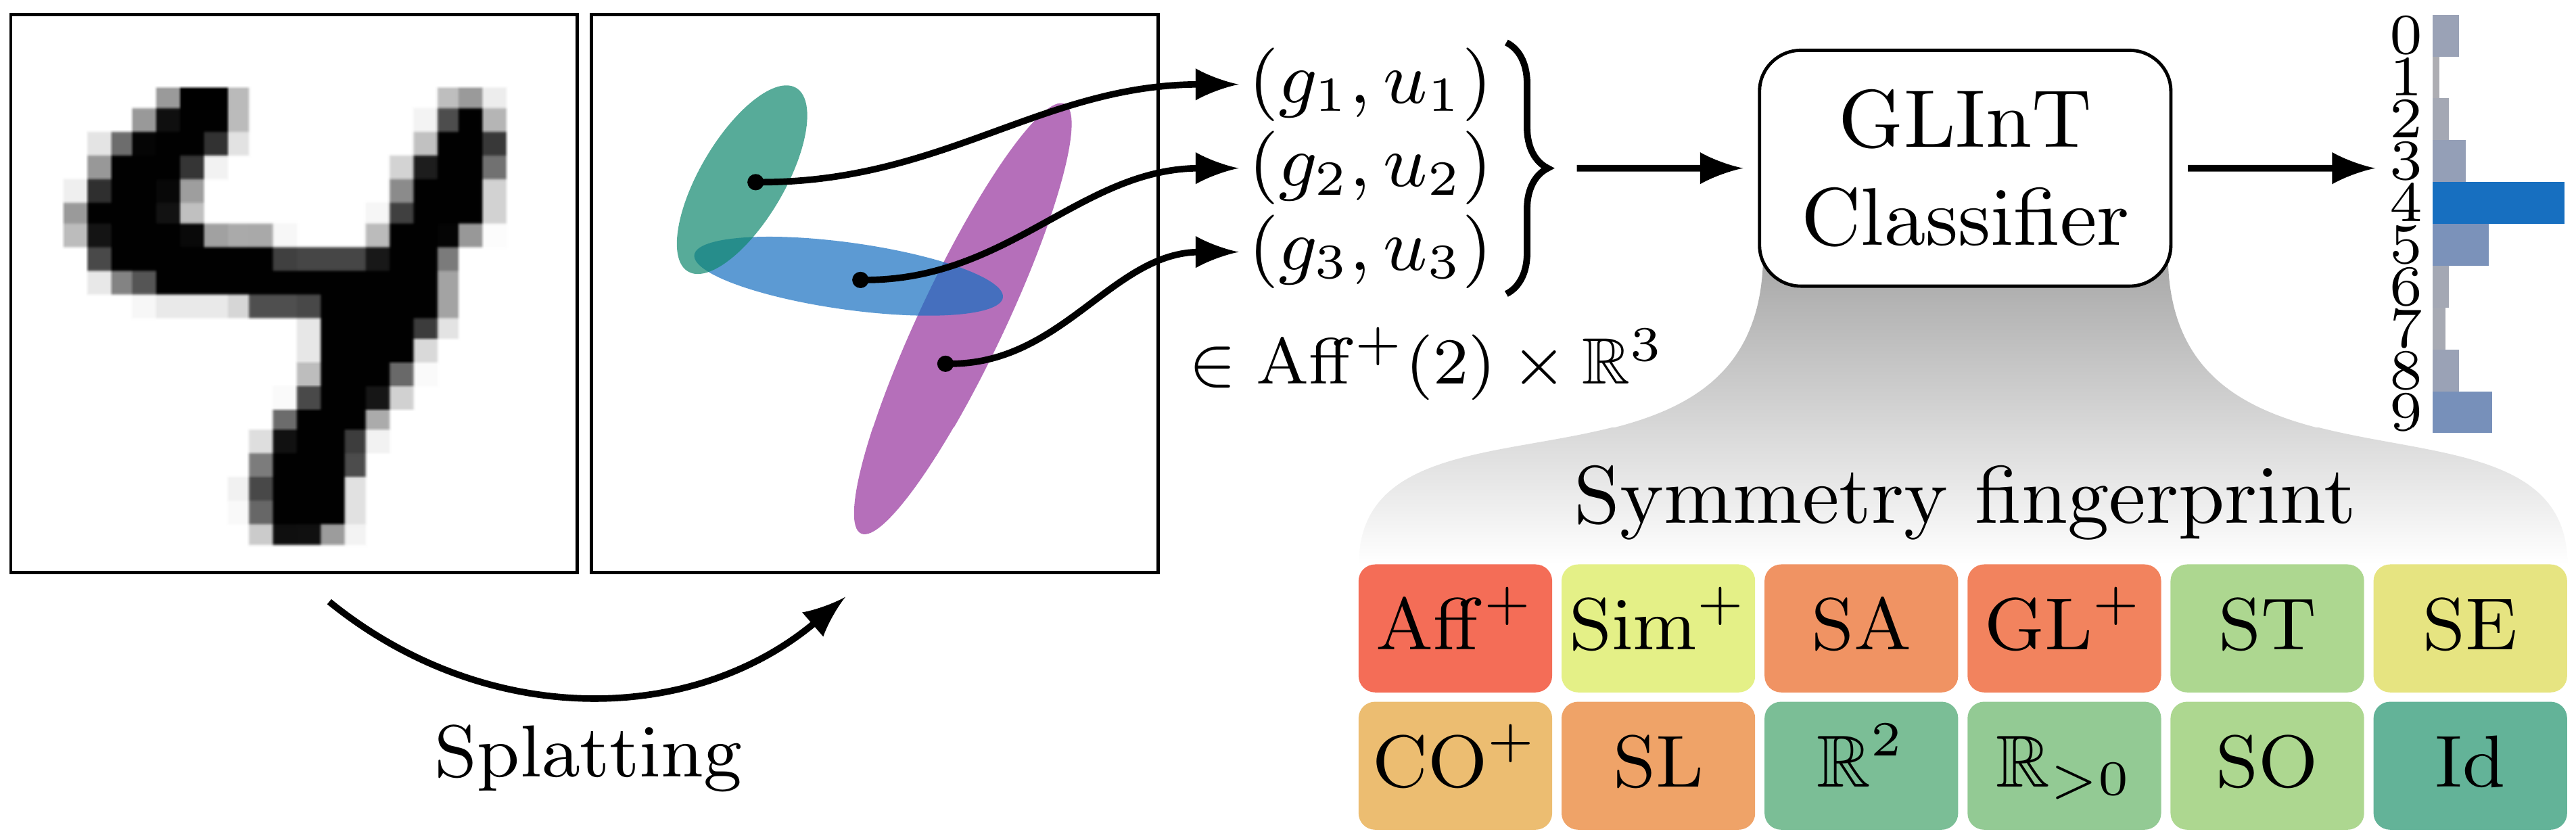 (g₁, u₁)
(g₂, u₂)
(g₃, u₃)
∈ Aff⁺(2) × ℝ³
GLInT
Classifier
0
1
2
3
4
5
6
7
8
9
Splatting
Symmetry fingerprint
Aff⁺ Sim⁺ SA GL⁺ ST SE
CO⁺ SL ℝ² ℝ>0 SO Id